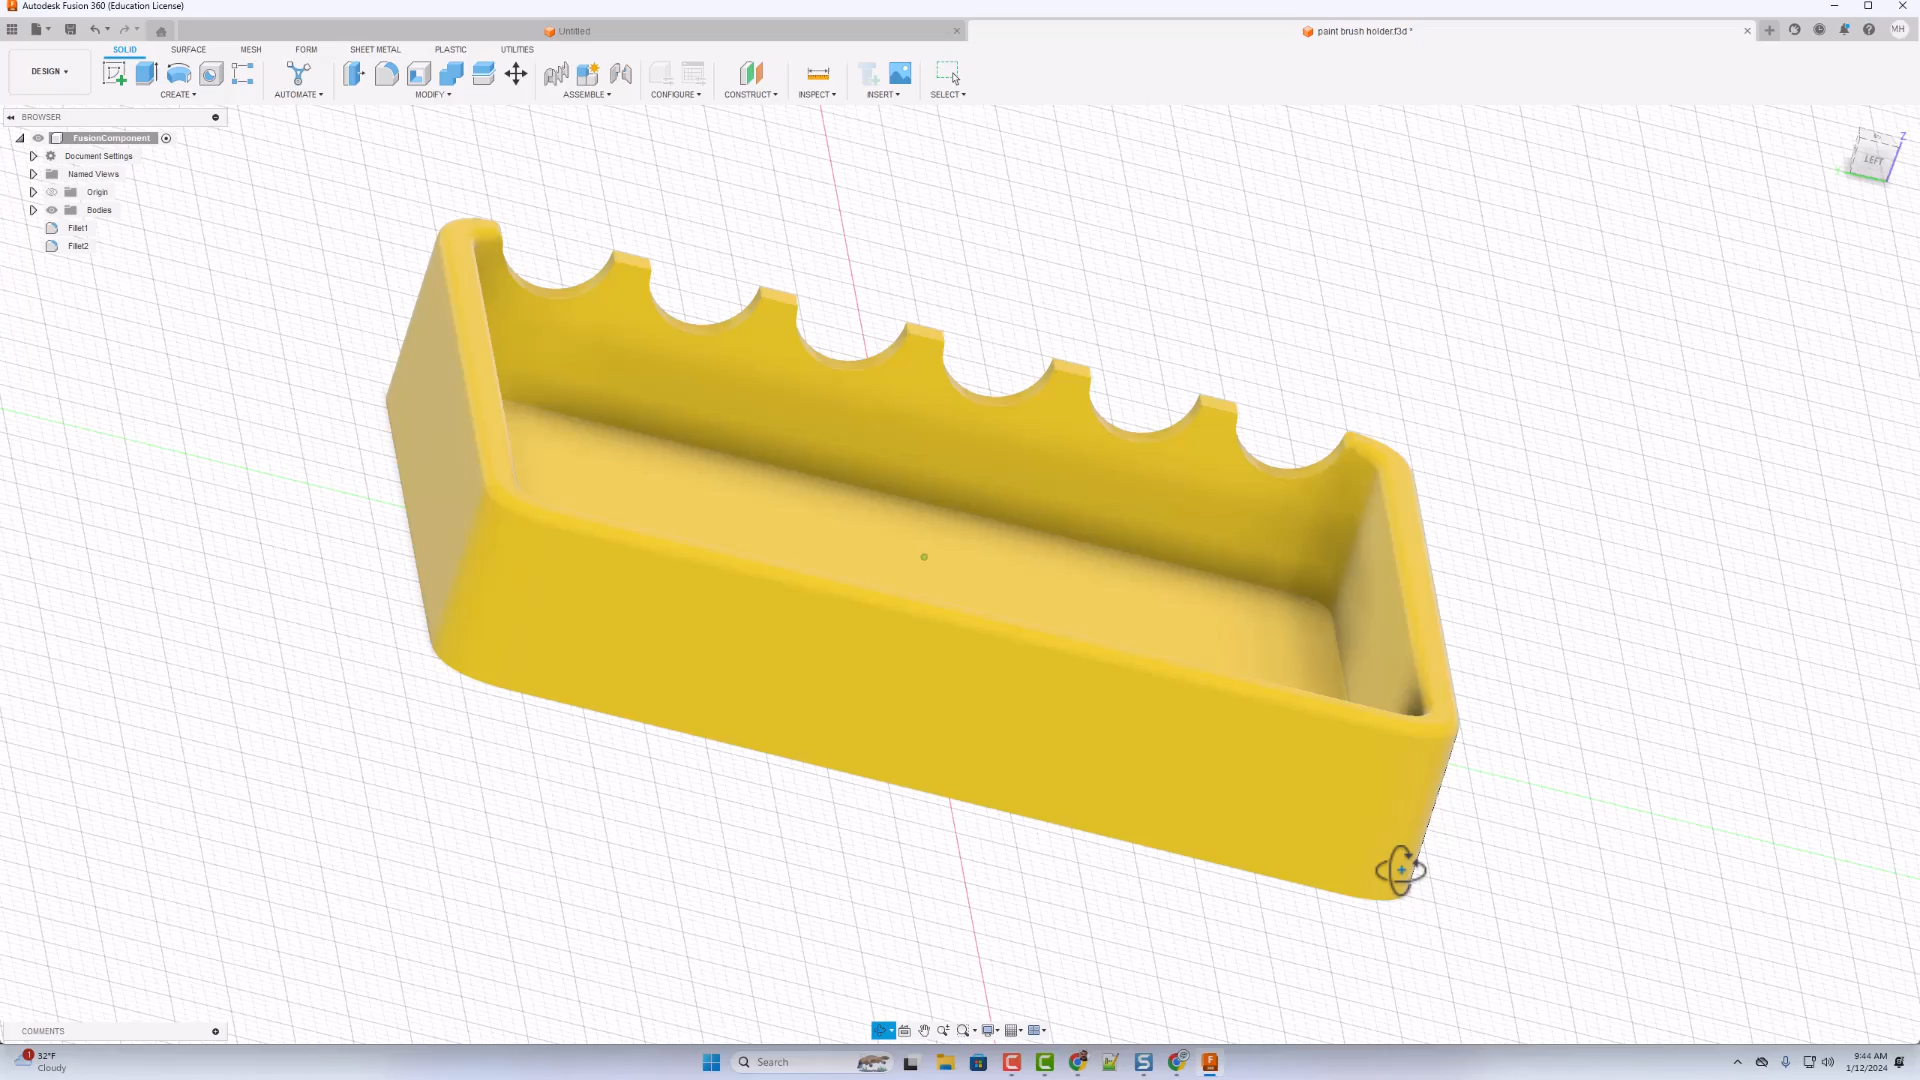 Autodesk Fusion 360 (Education License)
Untitled
paint brush holder.f3d *
MH
SOLID SURFACE MESH FORM SHEET METAL PLASTIC UTILITIES
DESIGN
CREATE AUTOMATE MODIFY ASSEMBLE CONFIGURE CONSTRUCT INSPECT INSERT SELECT
BROWSER
FusionComponent
Document Settings
Named Views
Origin
Bodies
Fillet1
Fillet2
Z
LEFT
COMMENTS
1
32°F
Cloudy
Search
9:44 AM
1/12/2024